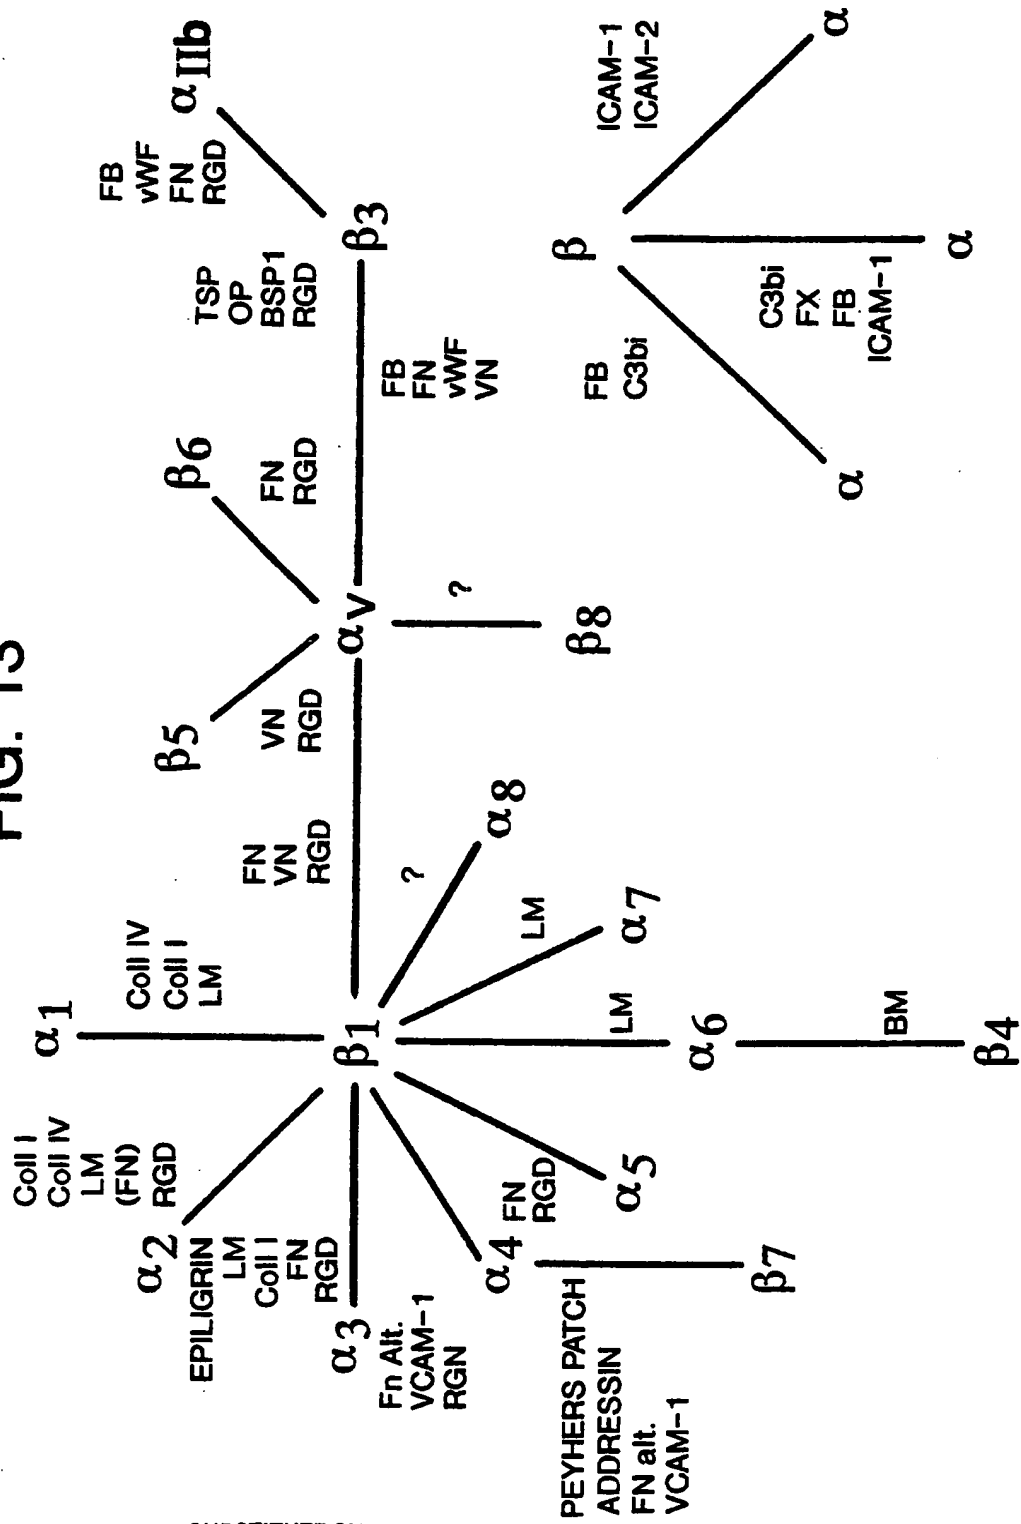 FIG. 13
Coll I
Coll IV
LM
(FN)
RGD
α1
Coll IV
Coll I
LM
α2
EPILIGRIN
LM
Coll I
FN
RGD
α3
β1
FN
VN
RGD
β5
VN
RGD
β6
FN
RGD
αv
TSP
OP
BSP1
RGD
FB
FN
vWF
VN
β3
FB
vWF
FN
RGD
αIIb
Fn Alt.
VCAM-1
RGN
α4
FN
RGD
α5
LM
α6
LM
α7
?
α8
?
β8
PEYHERS PATCH
ADDRESSIN
FN alt.
VCAM-1
β7
BM
β4
β
FB
C3bi
α
C3bi
FX
FB
ICAM-1
α
ICAM-1
ICAM-2
α